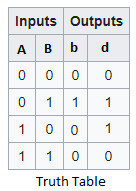 Inputs Outputs
A B b d
0 0 0 0
0 1 1 1
1 0 0 1
1 1 0 0
Truth Table